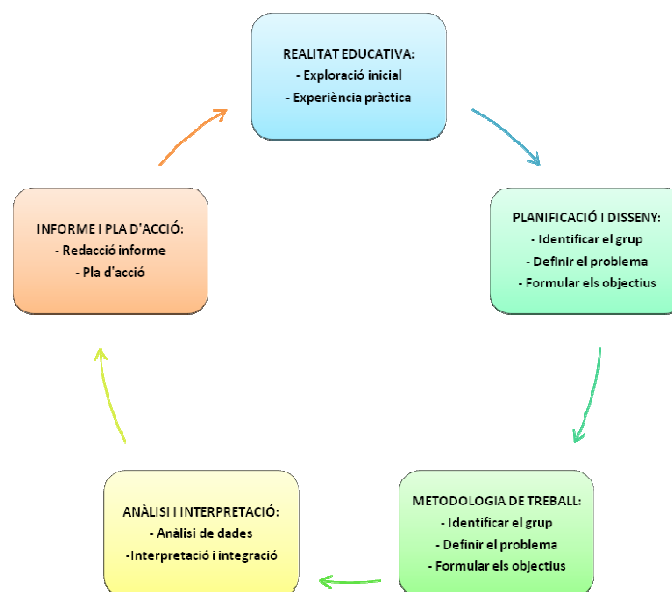 REALITAT EDUCATIVA:
- Exploració inicial
- Experiència pràctica
PLANIFICACIÓ I DISSENY:
- Identificar el grup
- Definir el problema
- Formular els objectius
METODOLOGIA DE TREBALL:
- Identificar el grup
- Definir el problema
- Formular els objectius
ANÀLISI I INTERPRETACIÓ:
- Anàlisi de dades
-Interpretació i integració
INFORME I PLA D'ACCIÓ:
- Redacció informe
- Pla d'acció